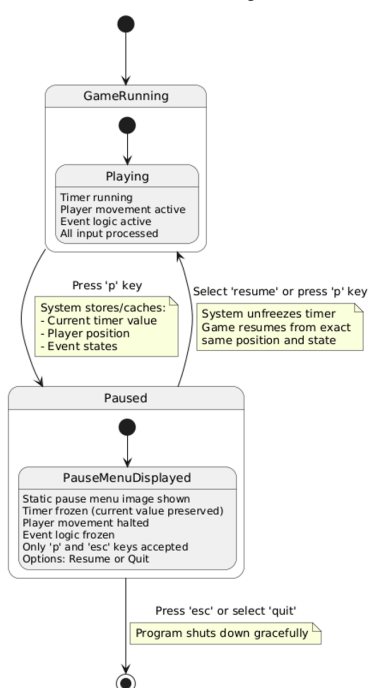 GameRunning
Playing
Timer running
Player movement active
Event logic active
All input processed
Press 'p' key
System stores/caches:
- Current timer value
- Player position
- Event states
Select 'resume' or press 'p' key
System unfreezes timer
Game resumes from exact
same position and state
Paused
PauseMenuDisplayed
Static pause menu image shown
Timer frozen (current value preserved)
Player movement halted
Event logic frozen
Only 'p' and 'esc' keys accepted
Options: Resume or Quit
Press 'esc' or select 'quit'
Program shuts down gracefully